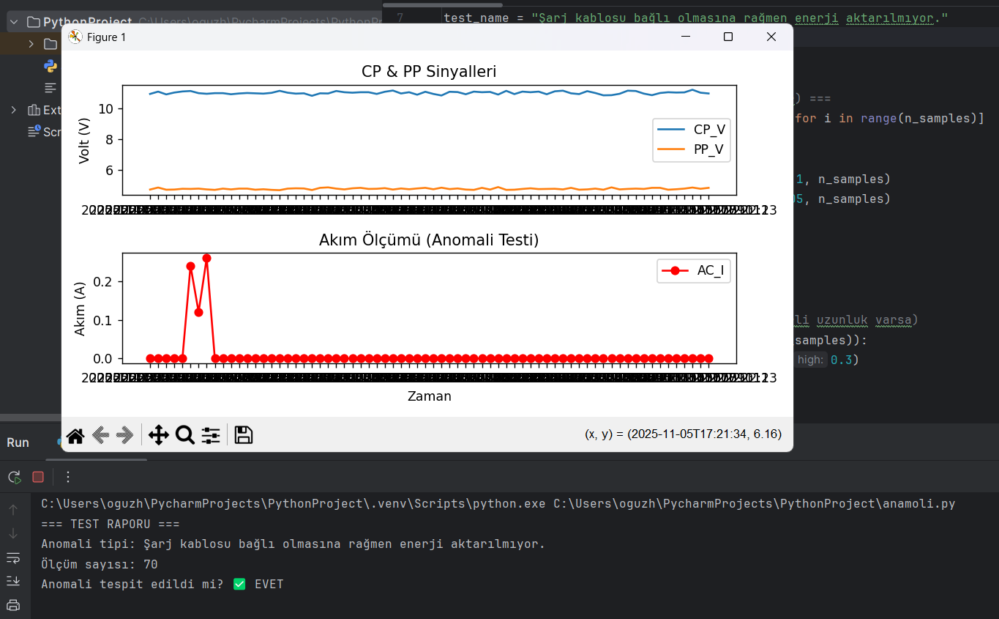 PythonProject C:\Users\oguzh\PycharmProjects\PythonPr
7 test_name = "Şarj kablosu bağlı olmasına rağmen enerji aktarılmıyor."
Figure 1
CP & PP Sinyalleri
) ===
for i in range(n_samples)]
10
8
6
Volt (V)
CP_V
PP_V
Ext
Scr
1, n_samples)
05, n_samples)
Akım Ölçümü (Anomali Testi)
0.2
0.1
0.0
Akım (A)
AC_I
li uzunluk varsa)
samples)):
high: 0.3)
Zaman
(x, y) = (2025-11-05T17:21:34, 6.16)
Run
C:\Users\oguzh\PycharmProjects\PythonProject\.venv\Scripts\python.exe C:\Users\oguzh\PycharmProjects\PythonProject\anamoli.py
=== TEST RAPORU ===
Anomali tipi: Şarj kablosu bağlı olmasına rağmen enerji aktarılmıyor.
Ölçüm sayısı: 70
Anomali tespit edildi mi? ✅ EVET